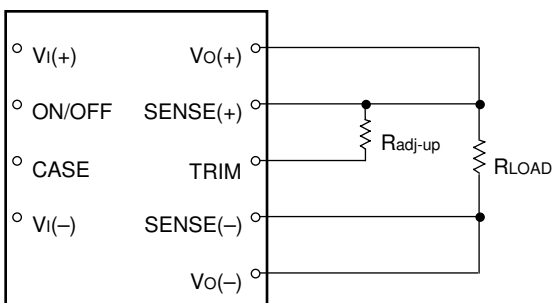 VI(+) VO(+)
ON/OFF SENSE(+)
Radj-up
CASE TRIM RLOAD
VI(–) SENSE(–)
VO(–)